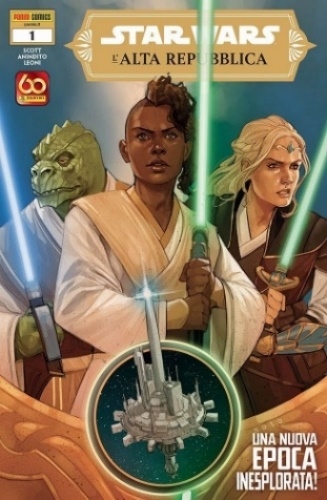 PANINI COMICS
1
SCOTT
ANINDITO
LEONI
60
STAR WARS
L'ALTA REPUBBLICA
UNA NUOVA
EPOCA
INESPLORATA!